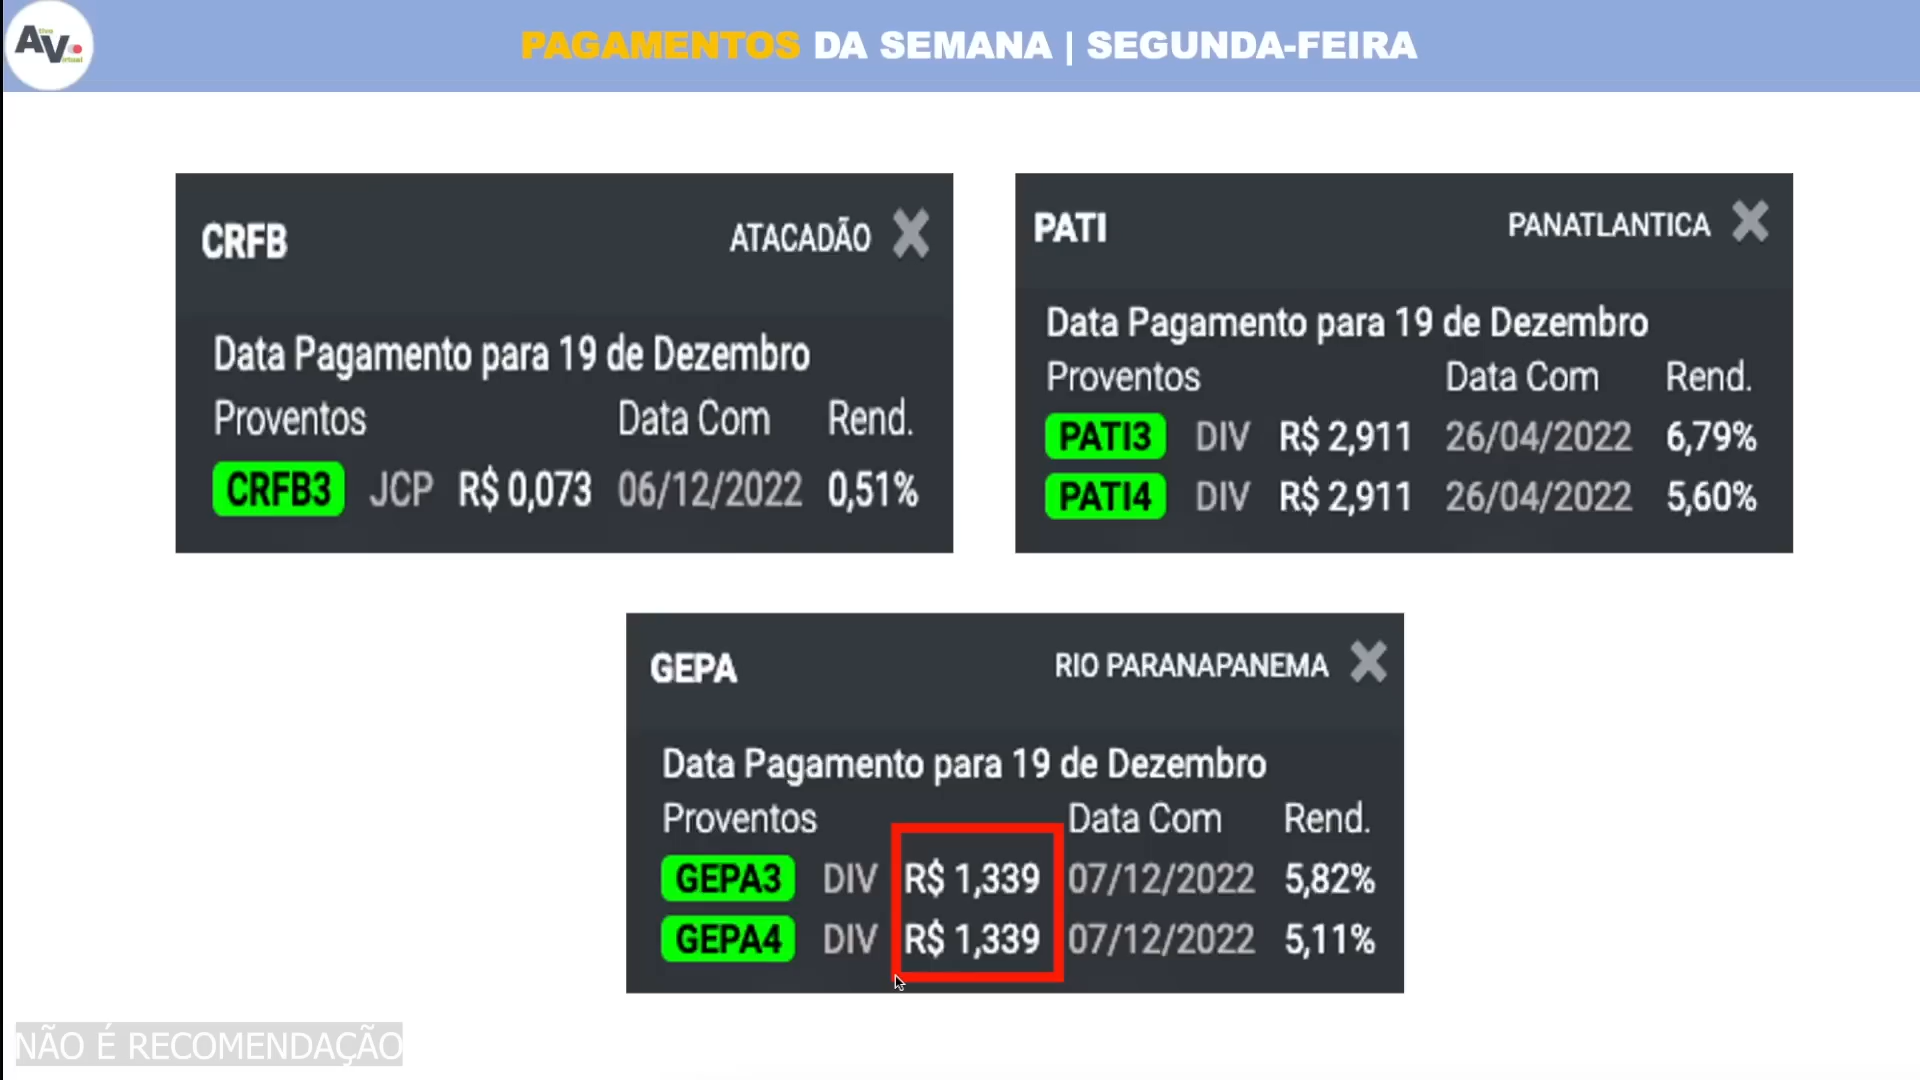 AV.
PAGAMENTOS DA SEMANA | SEGUNDA-FEIRA
CRFB ATACADÃO
Data Pagamento para 19 de Dezembro
Proventos Data Com Rend.
CRFB3 JCP R$ 0,073 06/12/2022 0,51%
PATI PANATLANTICA
Data Pagamento para 19 de Dezembro
Proventos Data Com Rend.
PATI3 DIV R$ 2,911 26/04/2022 6,79%
PATI4 DIV R$ 2,911 26/04/2022 5,60%
GEPA RIO PARANAPANEMA
Data Pagamento para 19 de Dezembro
Proventos Data Com Rend.
GEPA3 DIV R$ 1,339 07/12/2022 5,82%
GEPA4 DIV R$ 1,339 07/12/2022 5,11%
NÃO É RECOMENDAÇÃO